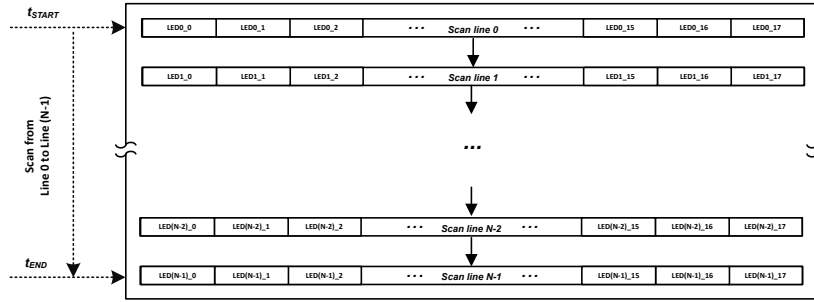 tSTART
LED0_0 LED0_1 LED0_2 ··· Scan line 0 ··· LED0_15 LED0_16 LED0_17
LED1_0 LED1_1 LED1_2 ··· Scan line 1 ··· LED1_15 LED1_16 LED1_17
Scan from
Line 0 to Line (N-1)
...
LED(N-2)_0 LED(N-2)_1 LED(N-2)_2 ··· Scan line N-2 ··· LED(N-2)_15 LED(N-2)_16 LED(N-2)_17
tEND
LED(N-1)_0 LED(N-1)_1 LED(N-1)_2 ··· Scan line N-1 ··· LED(N-1)_15 LED(N-1)_16 LED(N-1)_17